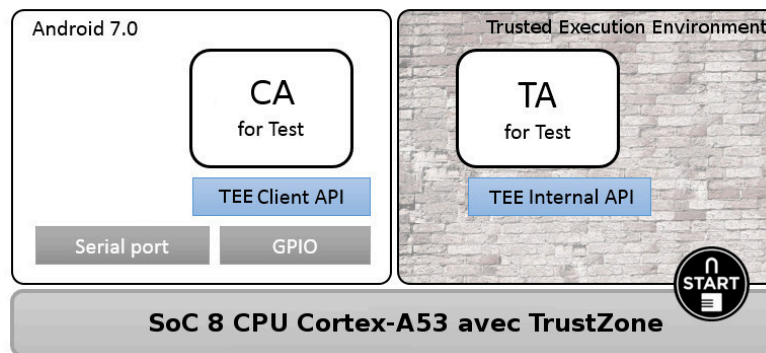 Android 7.0
CA
for Test
TEE Client API
Serial port
GPIO
Trusted Execution Environment
TA
for Test
TEE Internal API
START
SoC 8 CPU Cortex-A53 avec TrustZone